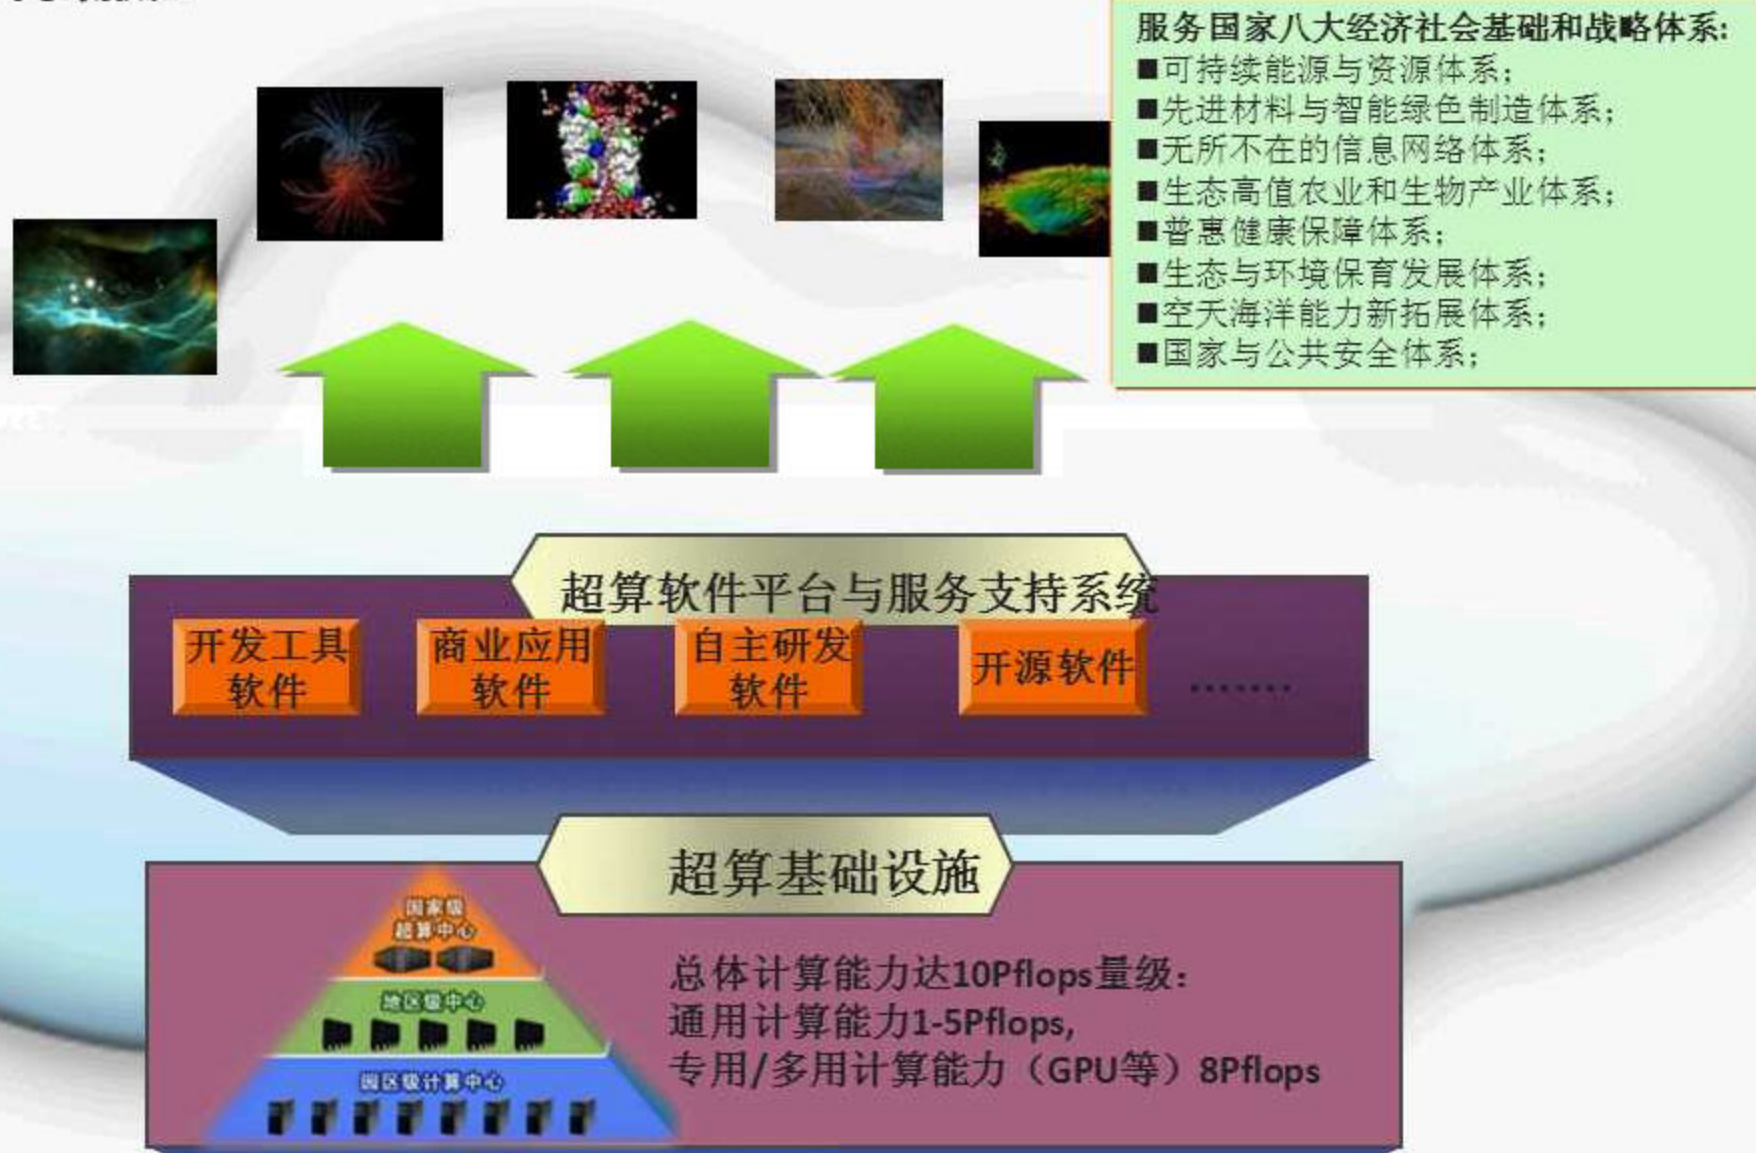 服务国家八大经济社会基础和战略体系:
■可持续能源与资源体系;
■先进材料与智能绿色制造体系;
■无所不在的信息网络体系;
■生态高值农业和生物产业体系;
■普惠健康保障体系;
■生态与环境保育发展体系;
■空天海洋能力新拓展体系;
■国家与公共安全体系;
超算软件平台与服务支持系统
开发工具
软件
商业应用
软件
自主研发
软件
开源软件
.......
超算基础设施
国家级
超算中心
地区级中心
园区级计算中心
总体计算能力达10Pflops量级:
通用计算能力1-5Pflops,
专用/多用计算能力（GPU等）8Pflops